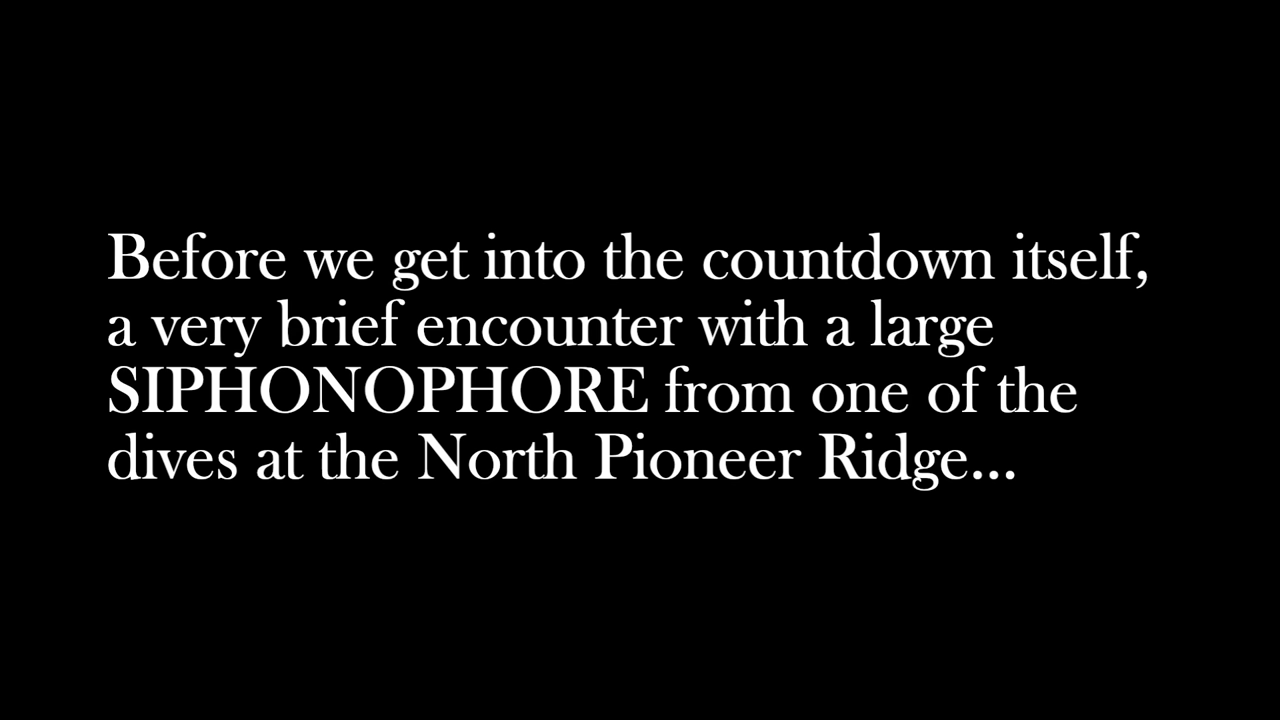 Before we get into the countdown itself,
a very brief encounter with a large
SIPHONOPHORE from one of the
dives at the North Pioneer Ridge...